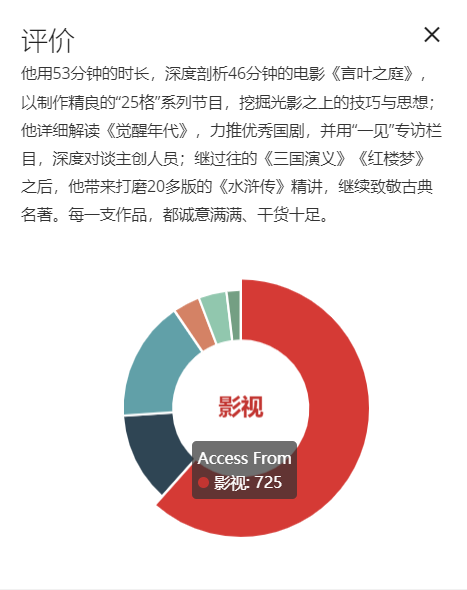 评价
他用53分钟的时长，深度剖析46分钟的电影《言叶之庭》，
以制作精良的“25格”系列节目，挖掘光影之上的技巧与思想；
他详细解读《觉醒年代》，力推优秀国剧，并用“一见”专访栏
目，深度对谈主创人员；继过往的《三国演义》《红楼梦》
之后，他带来打磨20多版的《水浒传》精讲，继续致敬古典
名著。每一支作品，都诚意满满、干货十足。
影视
Access From
影视: 725